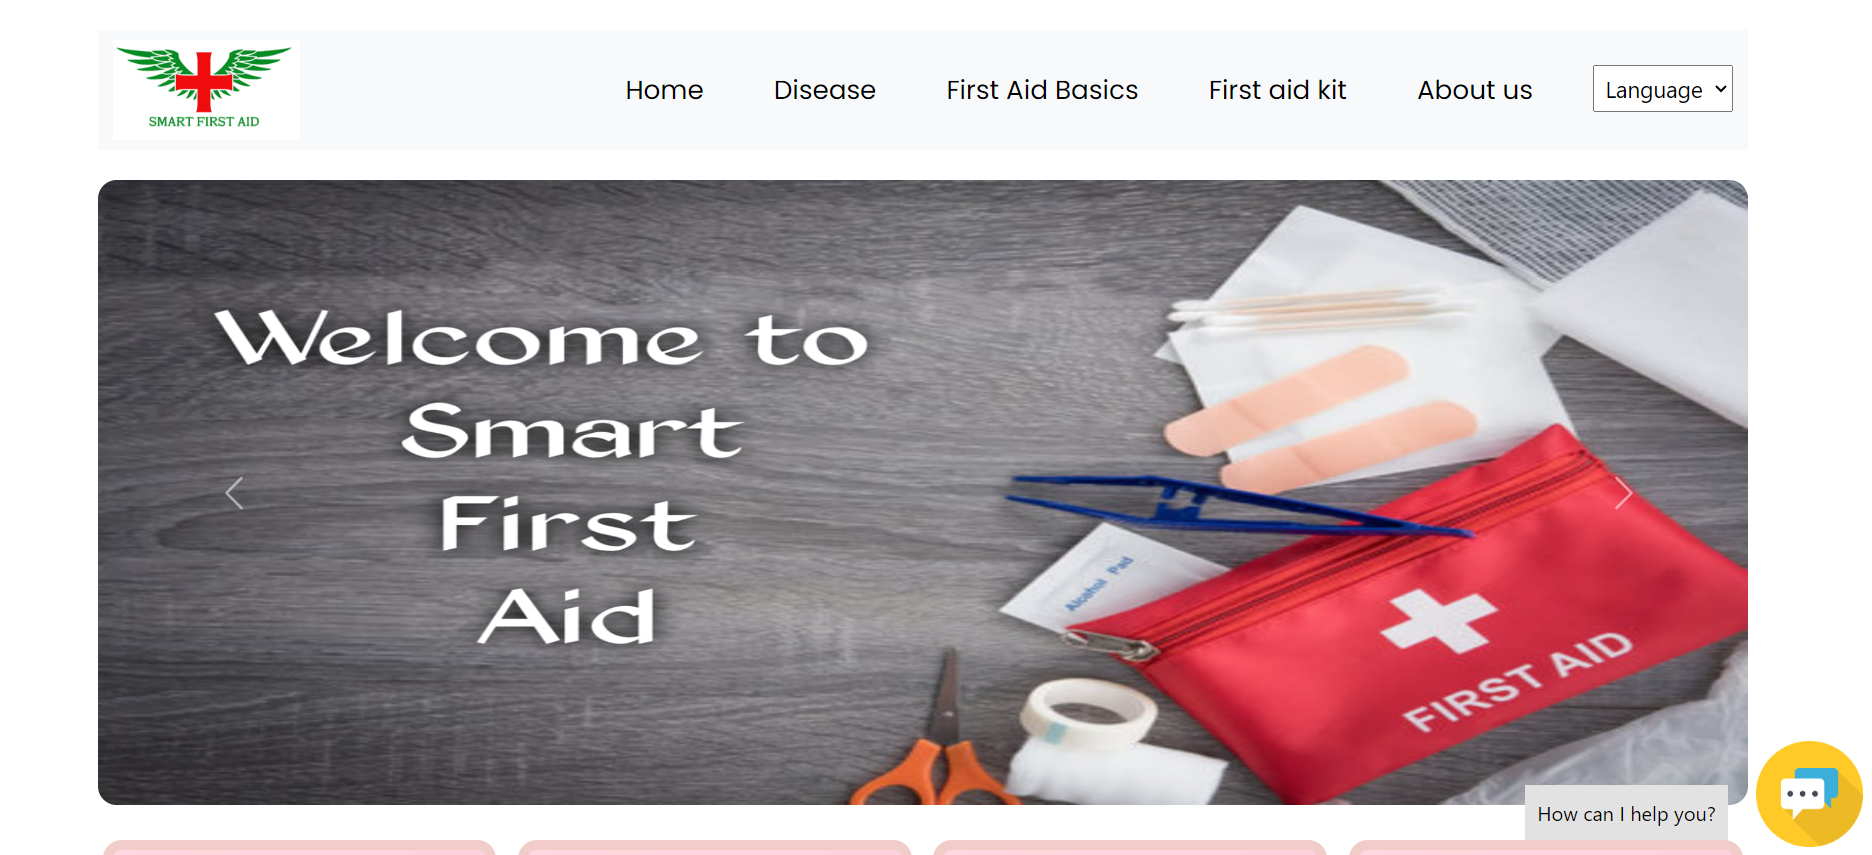 SMART FIRST AID
Home
Disease
First Aid Basics
First aid kit
About us
Language
Welcome to
Smart
First
Aid
Alcohol Pad
FIRST AID
How can I help you?